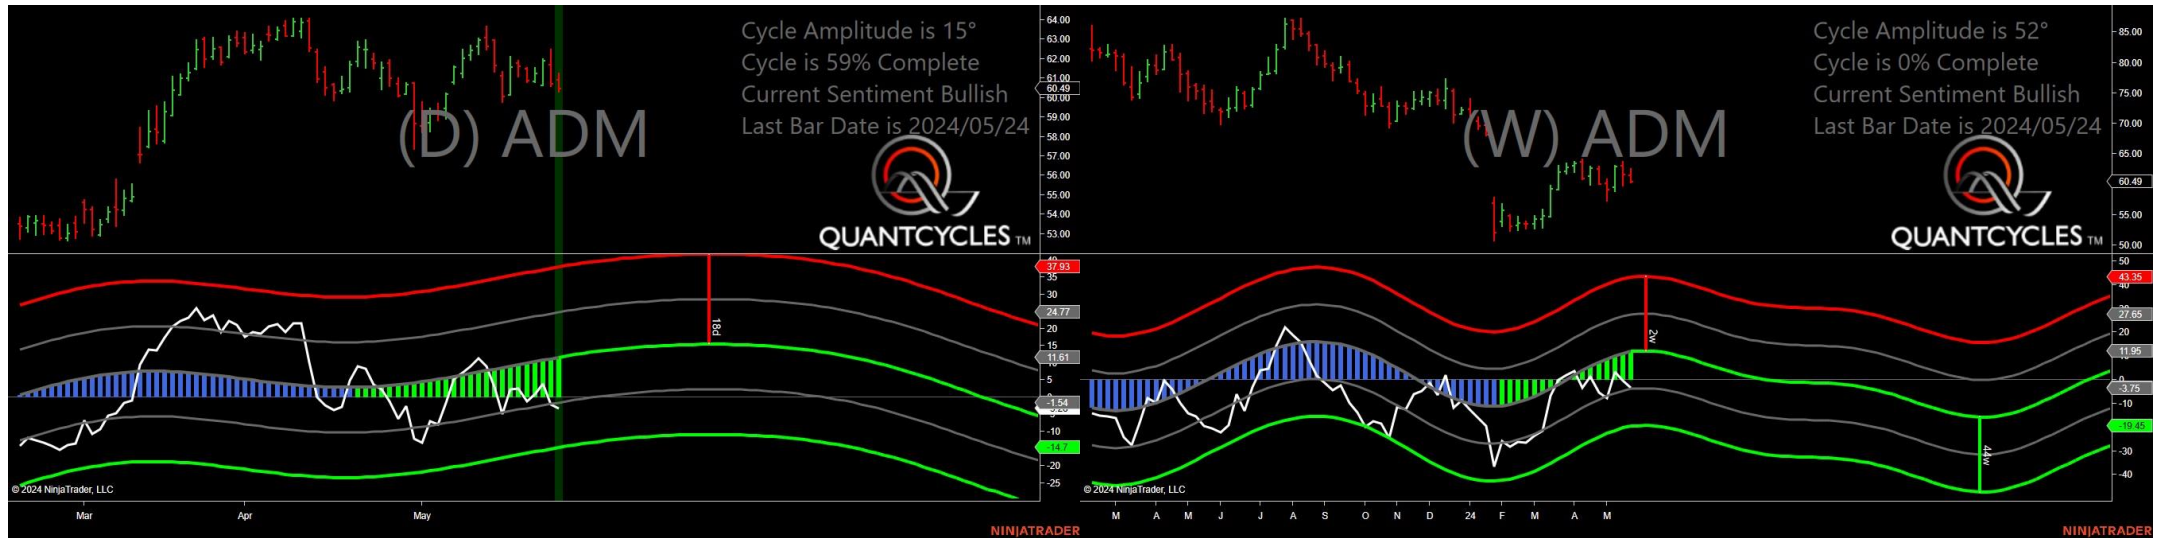 Cycle Amplitude is 15°
Cycle is 59% Complete
Current Sentiment Bullish
Last Bar Date is 2024/05/24
(D) ADM
QUANTCYCLES TM
64.00
63.00
62.00
61.00
60.49
60.00
59.00
58.00
57.00
56.00
55.00
54.00
53.00
37.93
35
30
24.77
20
15
11.61
5
-1.54
-10
-14.7
-20
-25
18d
© 2024 NinjaTrader, LLC
Mar Apr May
NINJATRADER
Cycle Amplitude is 52°
Cycle is 0% Complete
Current Sentiment Bullish
Last Bar Date is 2024/05/24
(W) ADM
QUANTCYCLES TM
85.00
80.00
75.00
70.00
65.00
60.49
55.00
50.00
50
43.35
40
27.65
20
11.95
0
-3.75
-10
-19.45
-30
-40
2w
44w
© 2024 NinjaTrader, LLC
M A M J J A S O N D 24 F M A M
NINJATRADER